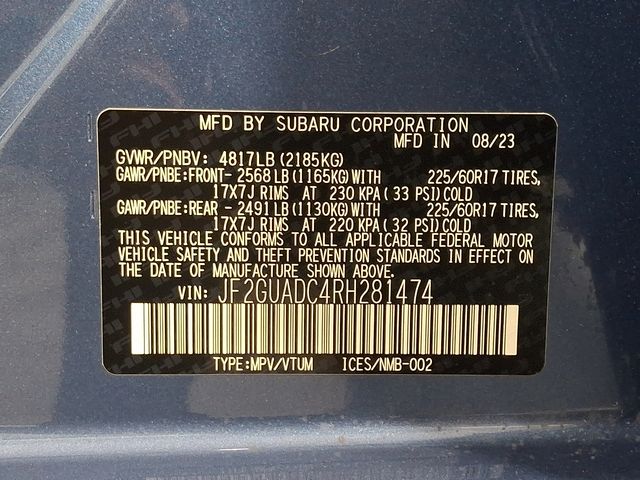 MFD BY SUBARU CORPORATION
MFD IN 08/23
GVWR/PNBV: 4817LB (2185KG)
GAWR/PNBE:FRONT- 2568 LB(1165KG)WITH 225/60R17 TIRES,
17X7J RIMS AT 230 KPA(33 PSI)COLD
GAWR/PNBE:REAR - 2491 LB(1130KG)WITH 225/60R17 TIRES,
17X7J RIMS AT 220 KPA(32 PSI)COLD
THIS VEHICLE CONFORMS TO ALL APPLICABLE FEDERAL MOTOR
VEHICLE SAFETY AND THEFT PREVENTION STANDARDS IN EFFECT
ON THE DATE OF MANUFACTURE SHOWN ABOVE.
VIN: JF2GUADC4RH281474
TYPE:MPV/VTUM ICES/NMB-002